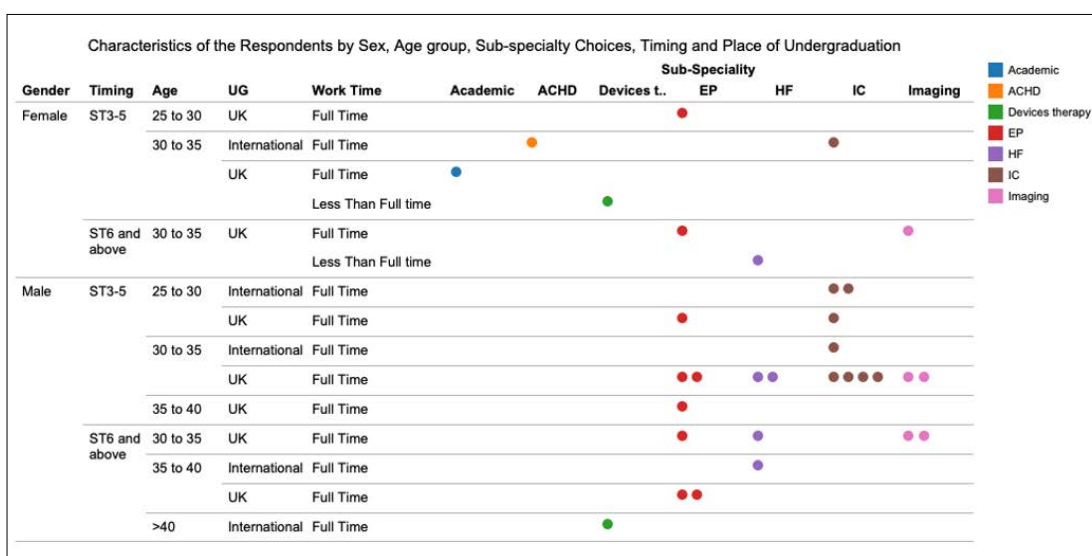 Characteristics of the Respondents by Sex, Age group, Sub-specialty Choices, Timing and Place of Undergraduation
Sub-Speciality
Gender Timing Age UG Work Time Academic ACHD Devices t.. EP HF IC Imaging
Female ST3-5 25 to 30 UK Full Time
30 to 35 International Full Time
UK Full Time
Less Than Full time
ST6 and above 30 to 35 UK Full Time
Less Than Full time
Male ST3-5 25 to 30 International Full Time
UK Full Time
30 to 35 International Full Time
UK Full Time
35 to 40 UK Full Time
ST6 and above 30 to 35 UK Full Time
35 to 40 International Full Time
UK Full Time
>40 International Full Time
Academic
ACHD
Devices therapy
EP
HF
IC
Imaging